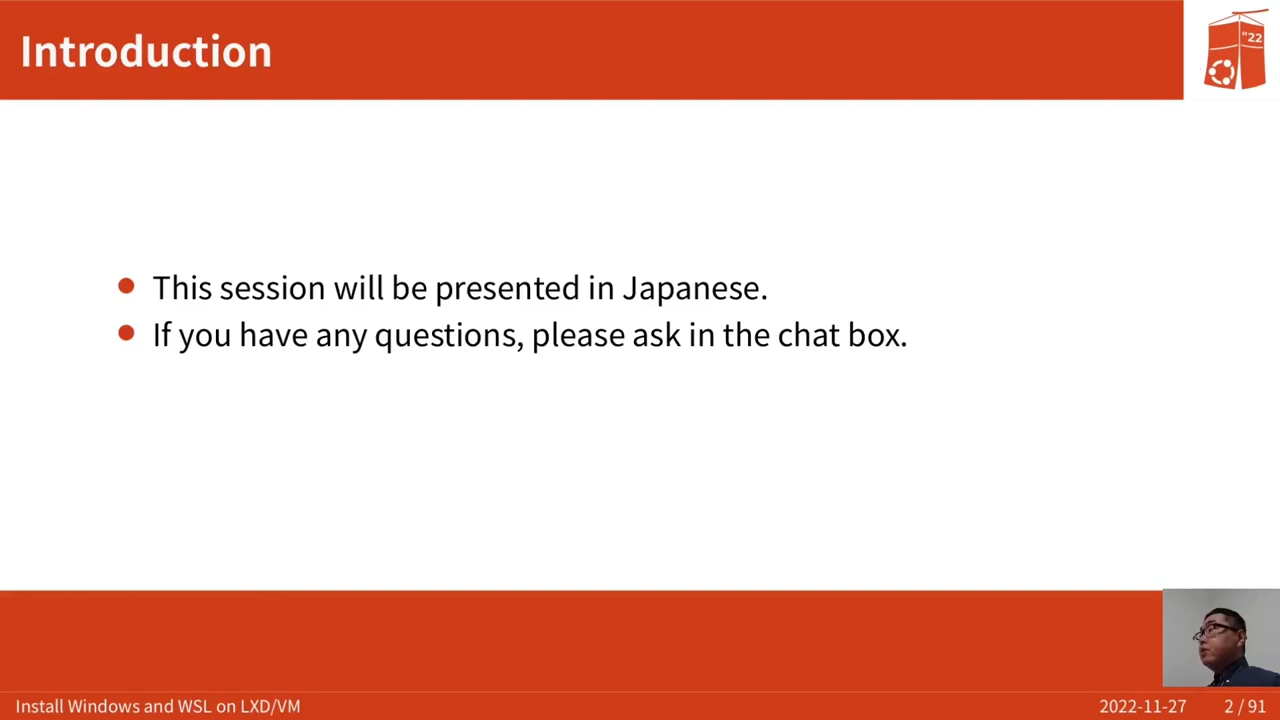 Introduction
"22
This session will be presented in Japanese.
If you have any questions, please ask in the chat box.
Install Windows and WSL on LXD/VM
2022-11-27
2 / 91